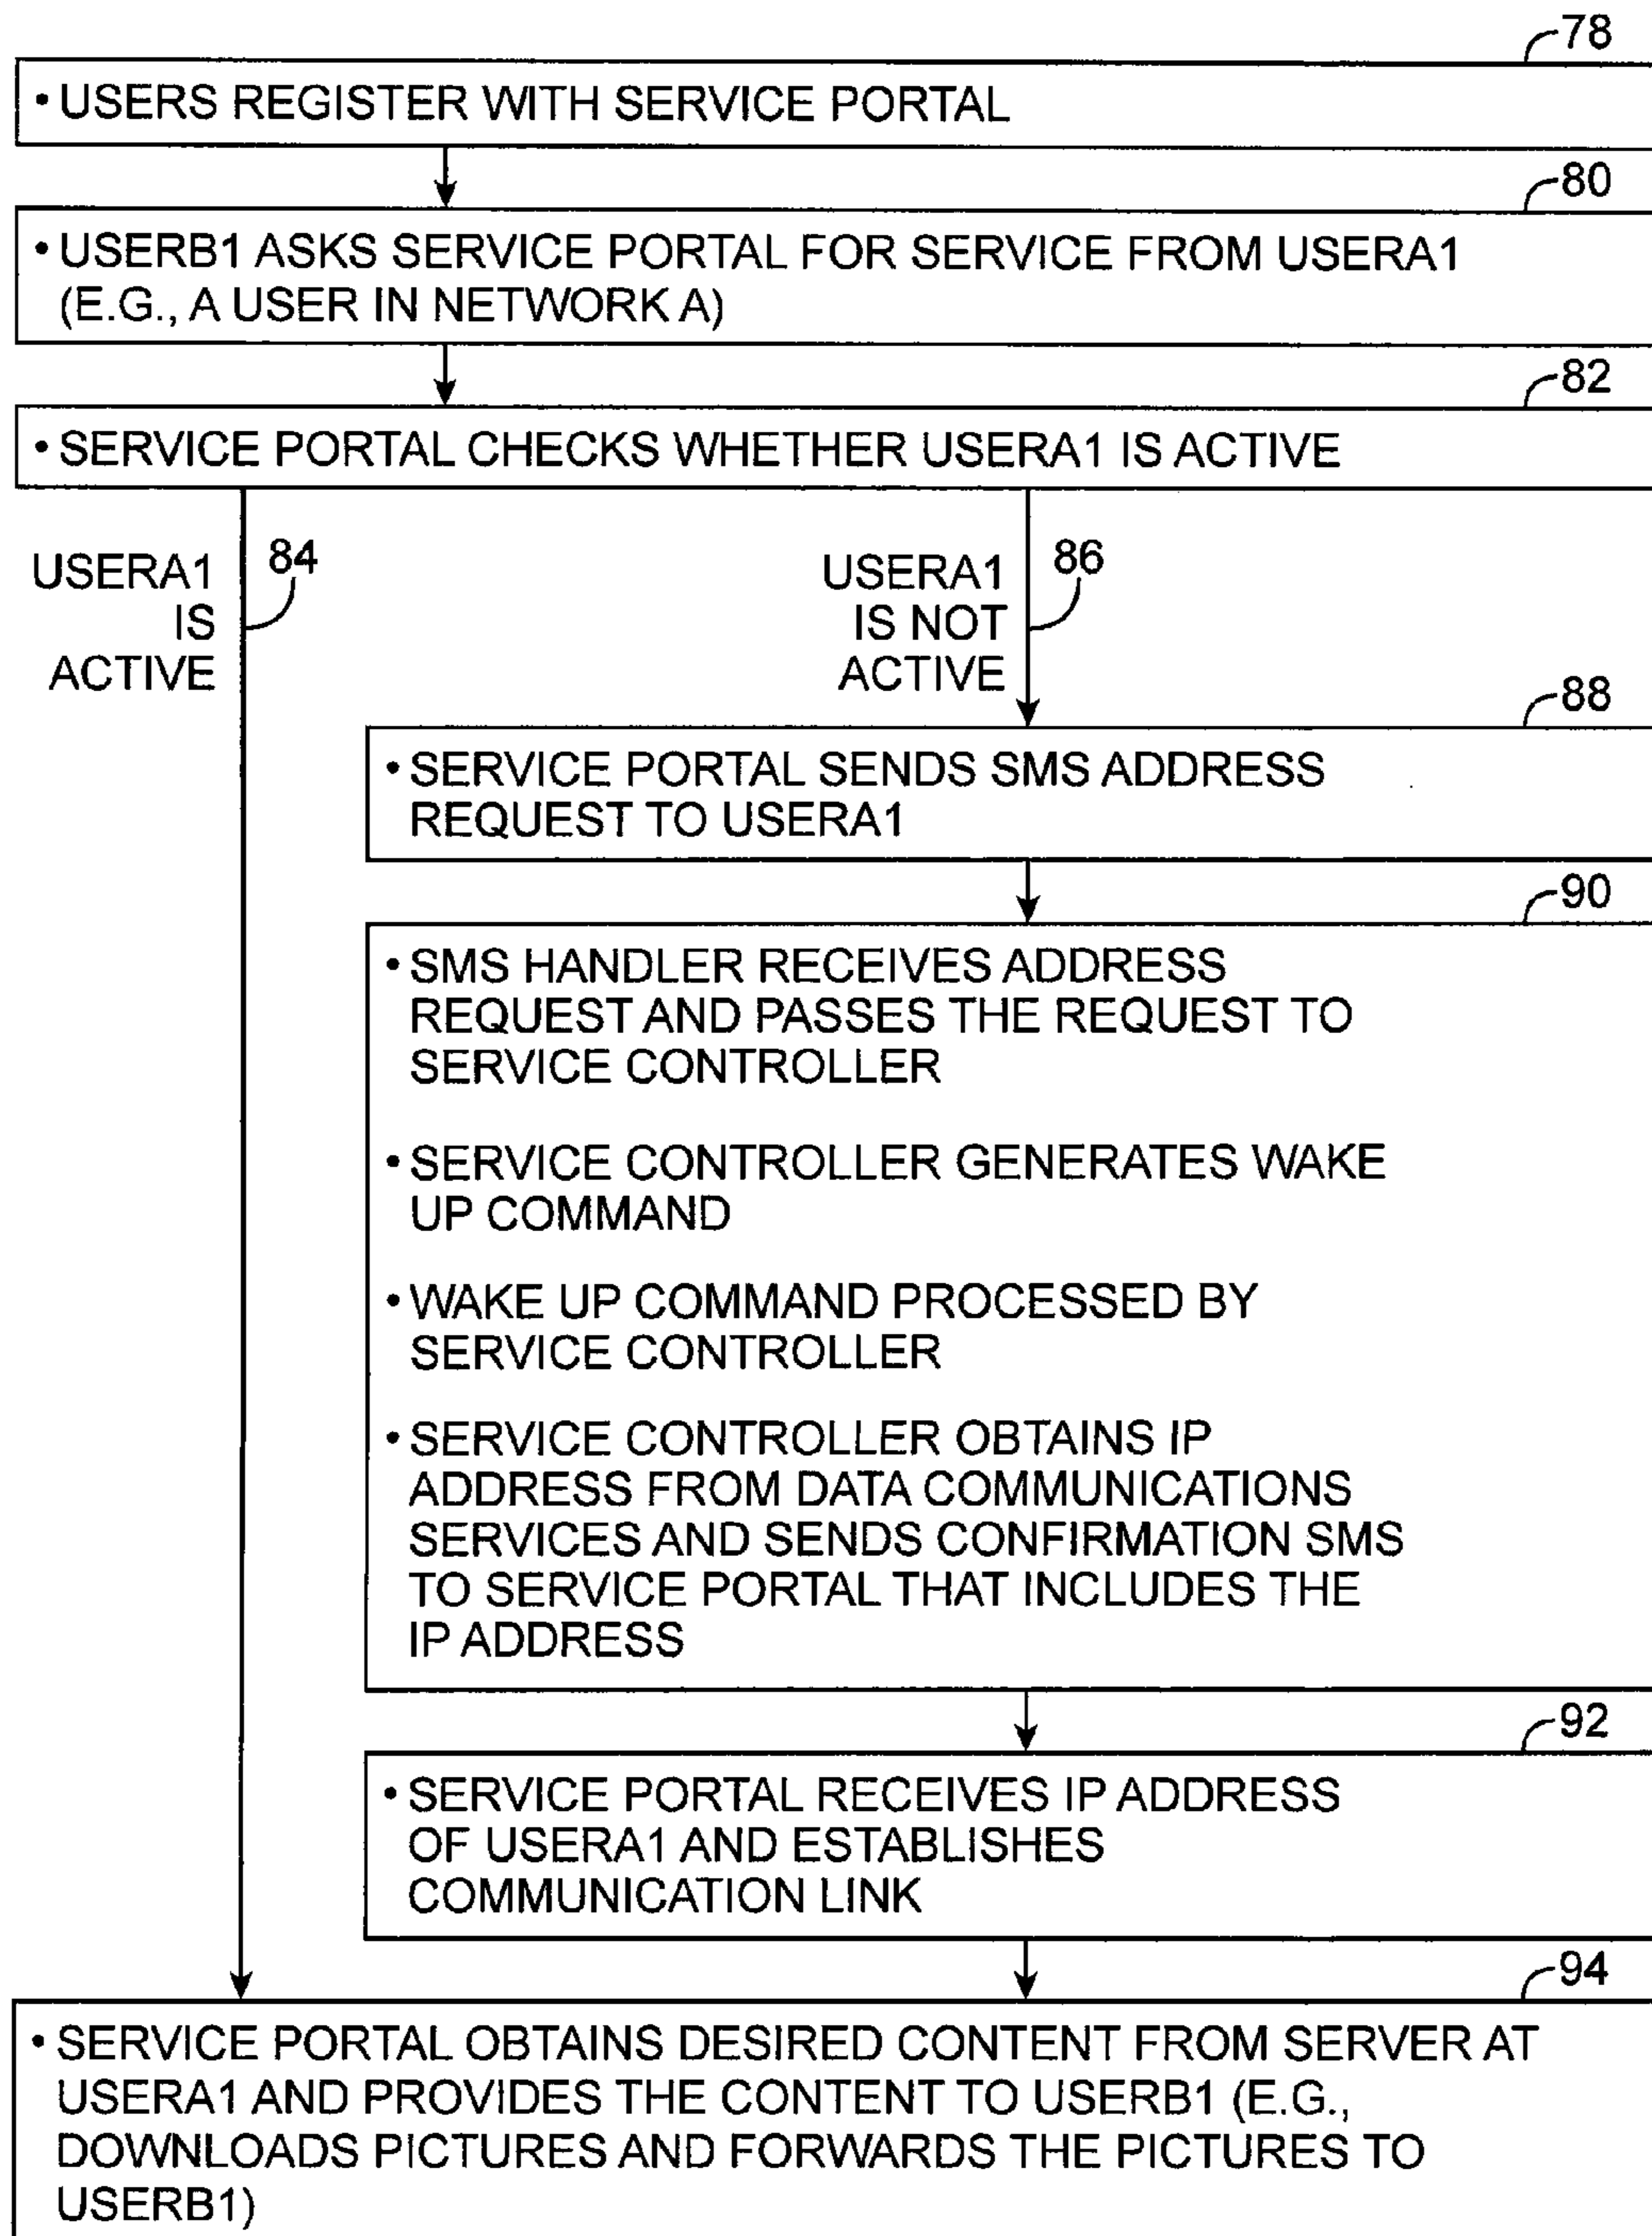 78
• USERS REGISTER WITH SERVICE PORTAL
80
• USERB1 ASKS SERVICE PORTAL FOR SERVICE FROM USERA1
(E.G., A USER IN NETWORK A)
82
• SERVICE PORTAL CHECKS WHETHER USERA1 IS ACTIVE
USERA1
IS
ACTIVE
84
USERA1
IS NOT
ACTIVE
86
88
• SERVICE PORTAL SENDS SMS ADDRESS
REQUEST TO USERA1
90
• SMS HANDLER RECEIVES ADDRESS
REQUEST AND PASSES THE REQUEST TO
SERVICE CONTROLLER
• SERVICE CONTROLLER GENERATES WAKE
UP COMMAND
• WAKE UP COMMAND PROCESSED BY
SERVICE CONTROLLER
• SERVICE CONTROLLER OBTAINS IP
ADDRESS FROM DATA COMMUNICATIONS
SERVICES AND SENDS CONFIRMATION SMS
TO SERVICE PORTAL THAT INCLUDES THE
IP ADDRESS
92
• SERVICE PORTAL RECEIVES IP ADDRESS
OF USERA1 AND ESTABLISHES
COMMUNICATION LINK
94
• SERVICE PORTAL OBTAINS DESIRED CONTENT FROM SERVER AT
USERA1 AND PROVIDES THE CONTENT TO USERB1 (E.G.,
DOWNLOADS PICTURES AND FORWARDS THE PICTURES TO
USERB1)